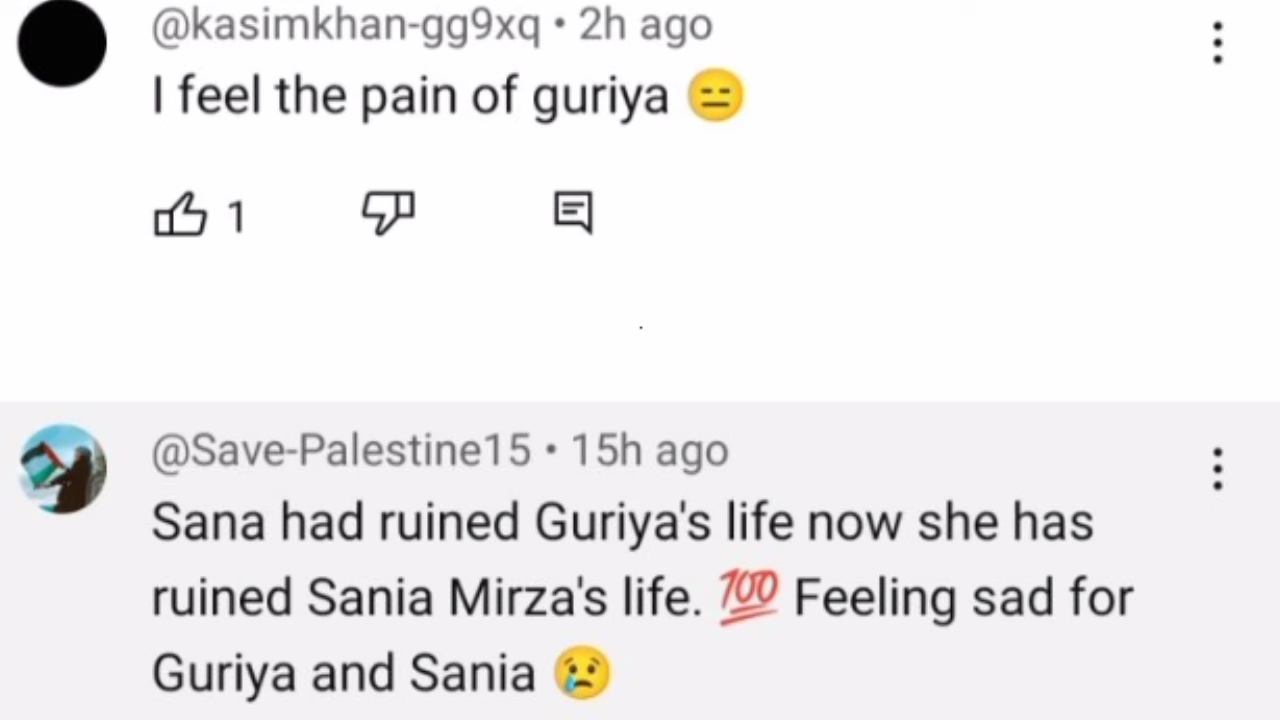 @kasimkhan-gg9xq • 2h ago
I feel the pain of guriya 😑
1
@Save-Palestine15 • 15h ago
Sana had ruined Guriya's life now she has
ruined Sania Mirza's life. 💯 Feeling sad for
Guriya and Sania 😢